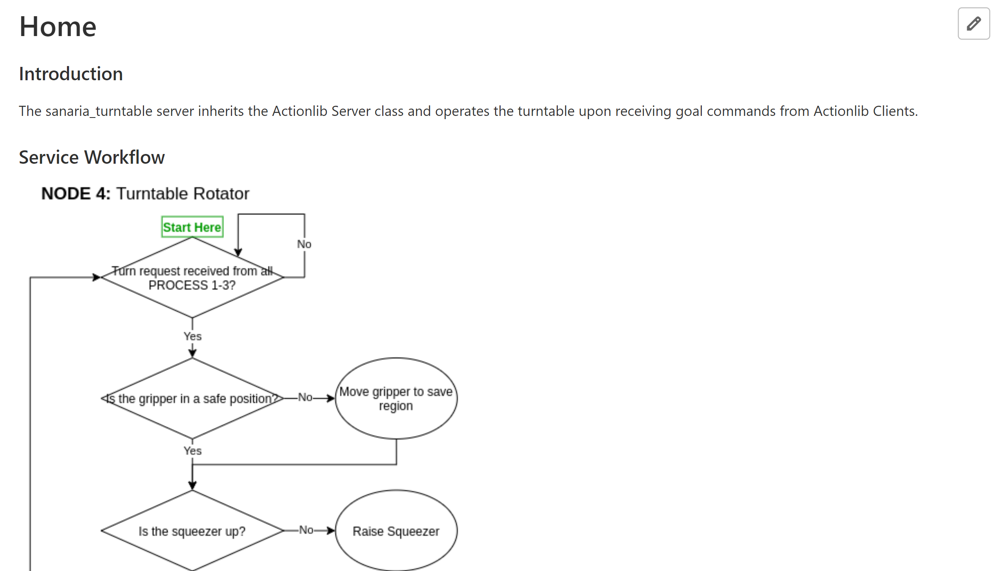 Home
Introduction
The sanaria_turntable server inherits the Actionlib Server class and operates the turntable upon receiving goal commands from Actionlib Clients.
Service Workflow
NODE 4: Turntable Rotator
Start Here
No
Turn request received from all
PROCESS 1-3?
Yes
Is the gripper in a safe position?
No
Move gripper to save
region
Yes
Is the squeezer up?
No
Raise Squeezer